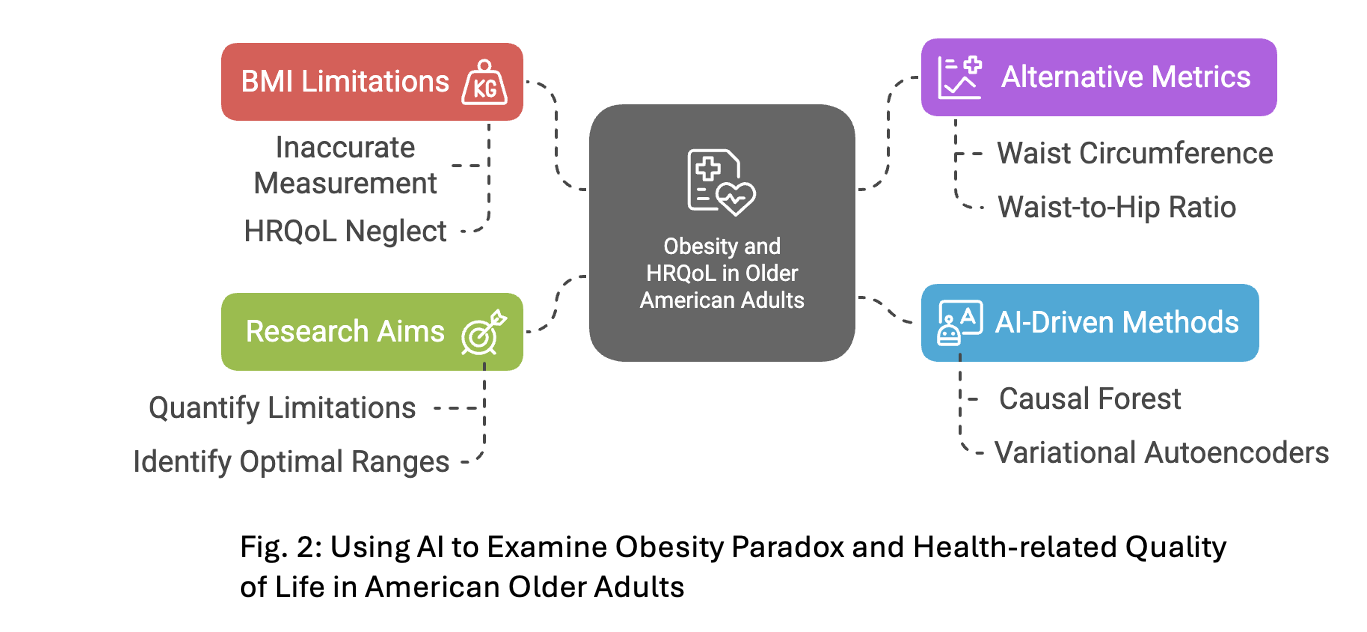 BMI Limitations
KG
Inaccurate
Measurement
HRQoL Neglect
Research Aims
Quantify Limitations
Identify Optimal Ranges
Obesity and
HRQoL in Older
American Adults
Alternative Metrics
Waist Circumference
Waist-to-Hip Ratio
A
AI-Driven Methods
Causal Forest
Variational Autoencoders
Fig. 2: Using AI to Examine Obesity Paradox and Health-related Quality
of Life in American Older Adults